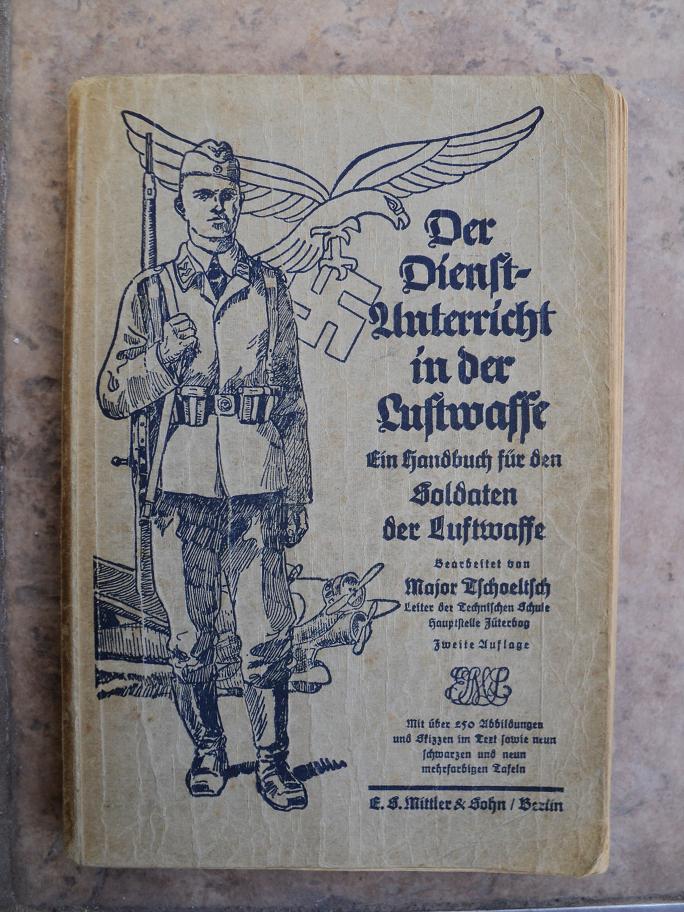 Der
Dienst-
Unterricht
in der
Luftwaffe
Ein Handbuch für den
Soldaten
der Luftwaffe
Bearbeitet von
Major Tschoeltsch
Leiter der Technischen Schule
Hauptstelle Jüterbog
Zweite Auflage
Mit über 250 Abbildungen
und Skizzen im Text sowie neun
schwarzen und neun
mehrfarbigen Tafeln
E. S. Mittler & Sohn / Berlin